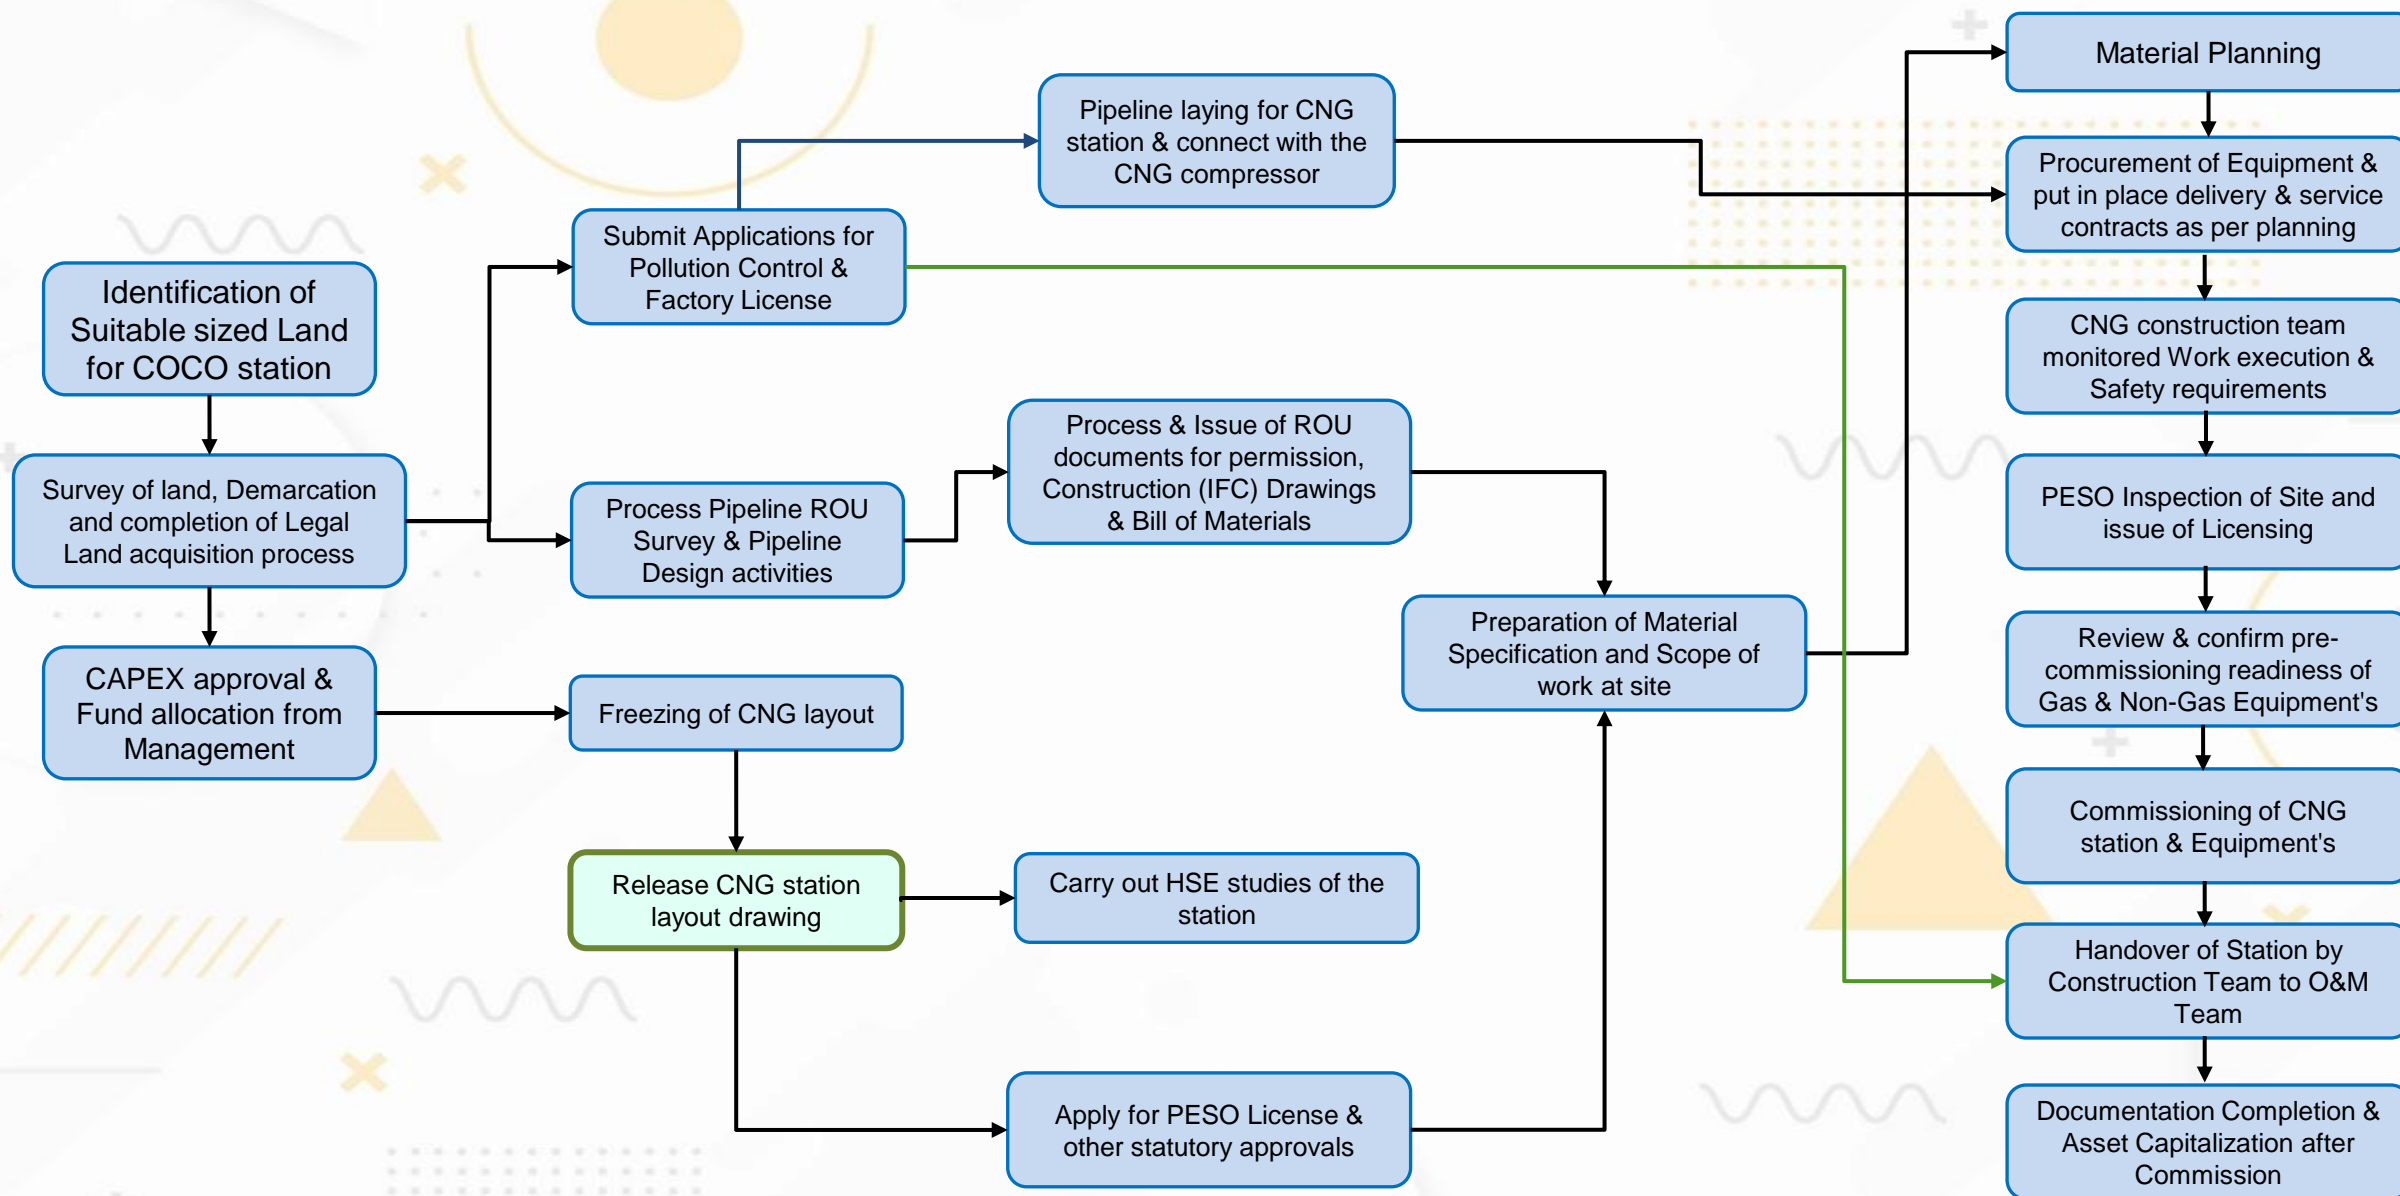 Identification of
Suitable sized Land
for COCO station
Survey of land, Demarcation
and completion of Legal
Land acquisition process
CAPEX approval &
Fund allocation from
Management
Submit Applications for
Pollution Control &
Factory License
Process Pipeline ROU
Survey & Pipeline
Design activities
Freezing of CNG layout
Release CNG station
layout drawing
Pipeline laying for CNG
station & connect with the
CNG compressor
Process & Issue of ROU
documents for permission,
Construction (IFC) Drawings
& Bill of Materials
Carry out HSE studies of the
station
Apply for PESO License &
other statutory approvals
Preparation of Material
Specification and Scope of
work at site
Material Planning
Procurement of Equipment &
put in place delivery & service
contracts as per planning
CNG construction team
monitored Work execution &
Safety requirements
PESO Inspection of Site and
issue of Licensing
Review & confirm pre-
commissioning readiness of
Gas & Non-Gas Equipment's
Commissioning of CNG
station & Equipment's
Handover of Station by
Construction Team to O&M
Team
Documentation Completion &
Asset Capitalization after
Commission